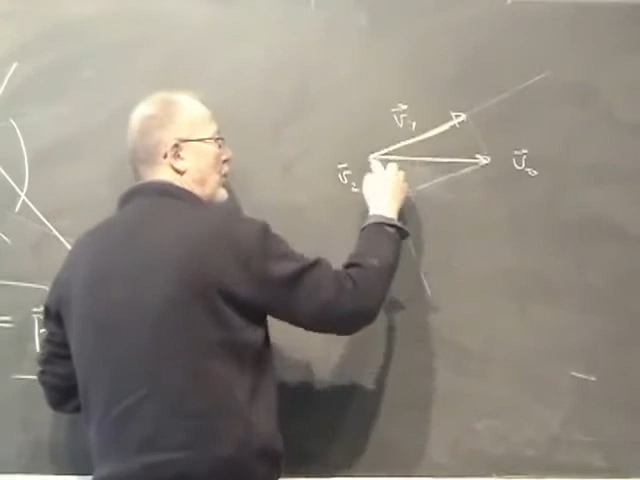 v⃗₁
v⃗₀
v⃗₂
=